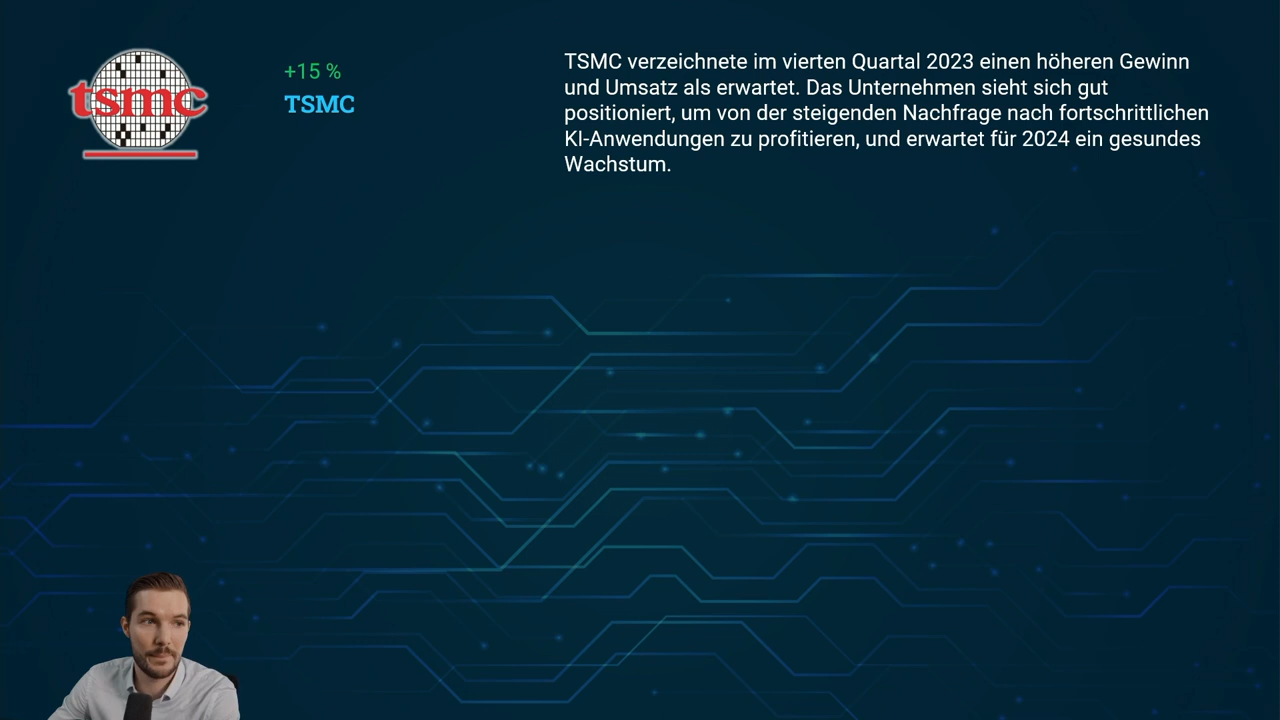 tsmc
+15 %
TSMC
TSMC verzeichnete im vierten Quartal 2023 einen höheren Gewinn
und Umsatz als erwartet. Das Unternehmen sieht sich gut
positioniert, um von der steigenden Nachfrage nach fortschrittlichen
KI-Anwendungen zu profitieren, und erwartet für 2024 ein gesundes
Wachstum.